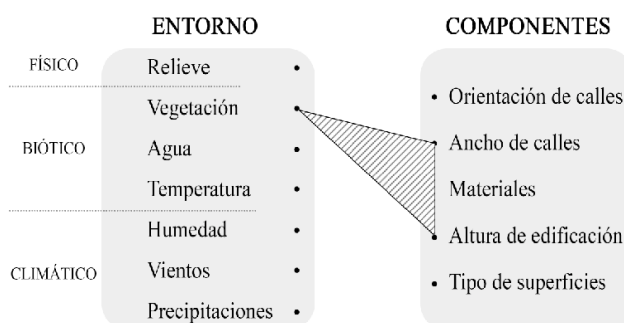 ENTORNO
COMPONENTES
FÍSICO
BIÓTICO
CLIMÁTICO
Relieve
Vegetación
Agua
Temperatura
Humedad
Vientos
Precipitaciones
Orientación de calles
Ancho de calles
Materiales
Altura de edificación
Tipo de superficies